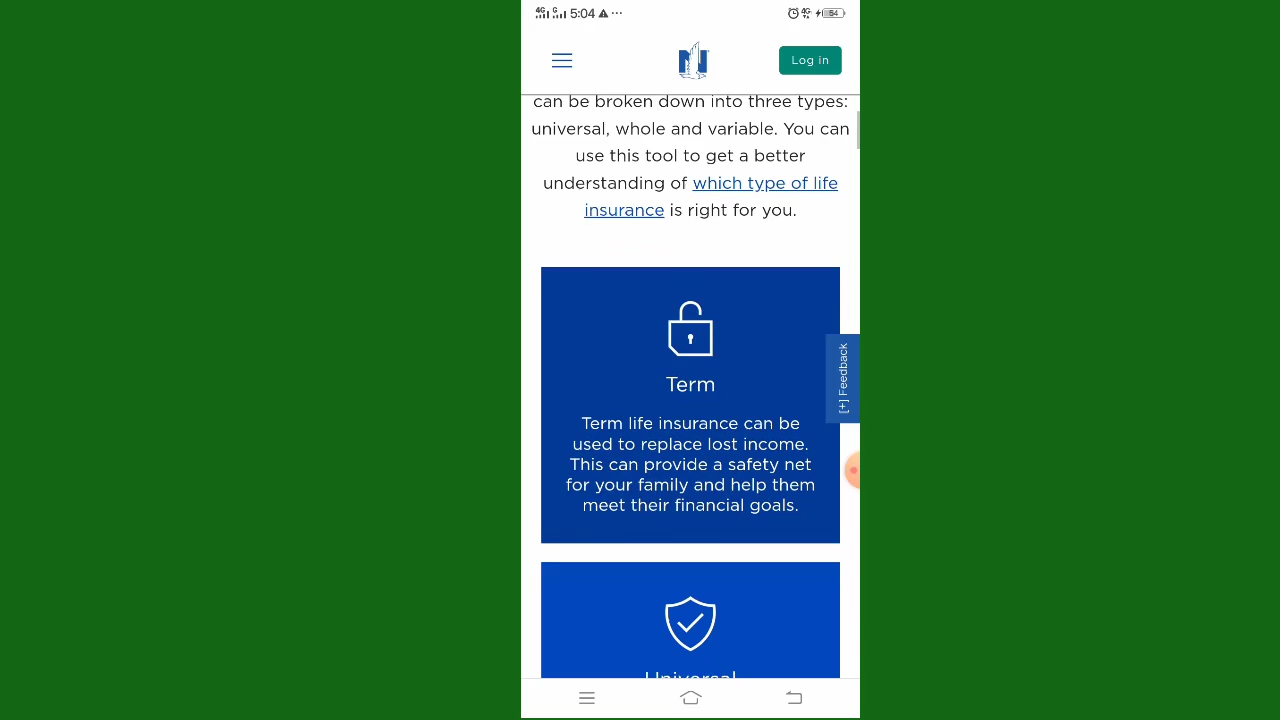 4G G 5:04 ... 4G 54
N
Log in
can be broken down into three types:
universal, whole and variable. You can
use this tool to get a better
understanding of which type of life
insurance is right for you.
[+] Feedback
Term
Term life insurance can be
used to replace lost income.
This can provide a safety net
for your family and help them
meet their financial goals.
Universal